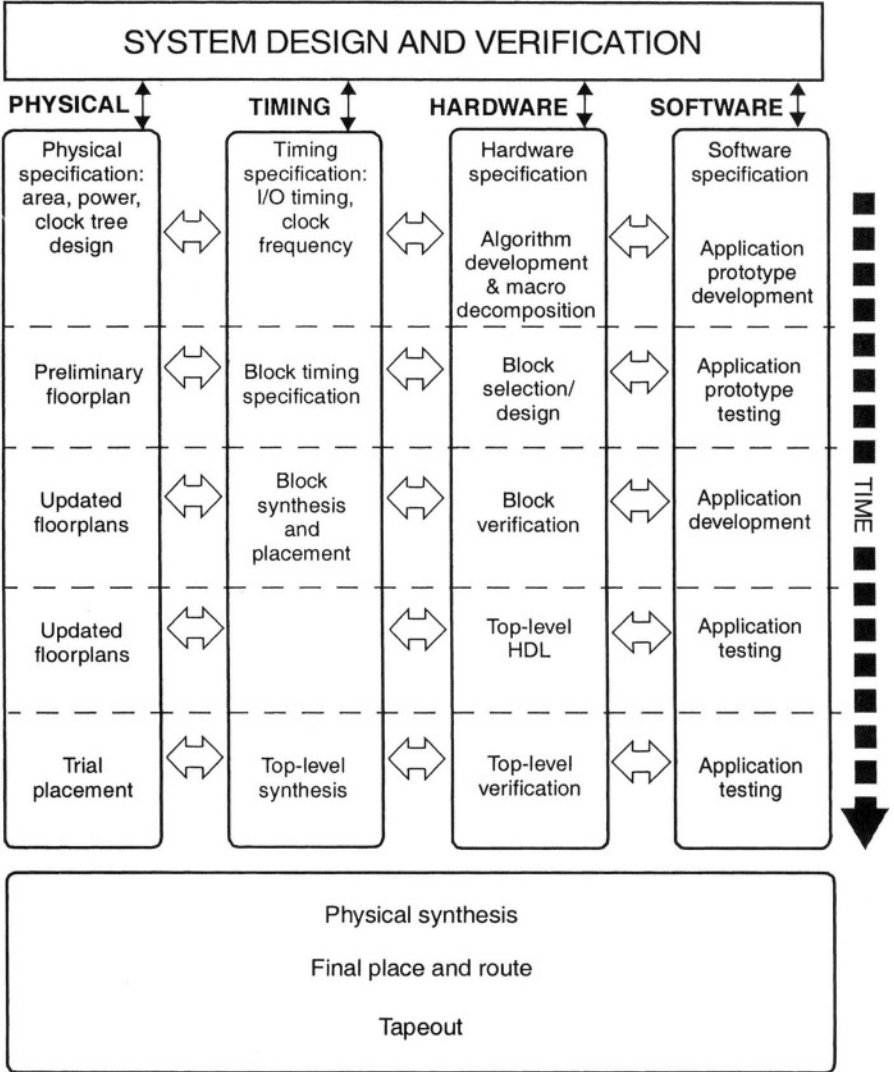 SYSTEM DESIGN AND VERIFICATION
PHYSICAL
TIMING
HARDWARE
SOFTWARE
Physical
specification:
area, power,
clock tree
design
Timing
specification:
I/O timing,
clock
frequency
Hardware
specification
Algorithm
development
& macro
decomposition
Software
specification
Application
prototype
development
Preliminary
floorplan
Block timing
specification
Block
selection/
design
Application
prototype
testing
Updated
floorplans
Block
synthesis
and
placement
Block
verification
Application
development
Updated
floorplans
Top-level
HDL
Application
testing
Trial
placement
Top-level
synthesis
Top-level
verification
Application
testing
TIME
Physical synthesis
Final place and route
Tapeout